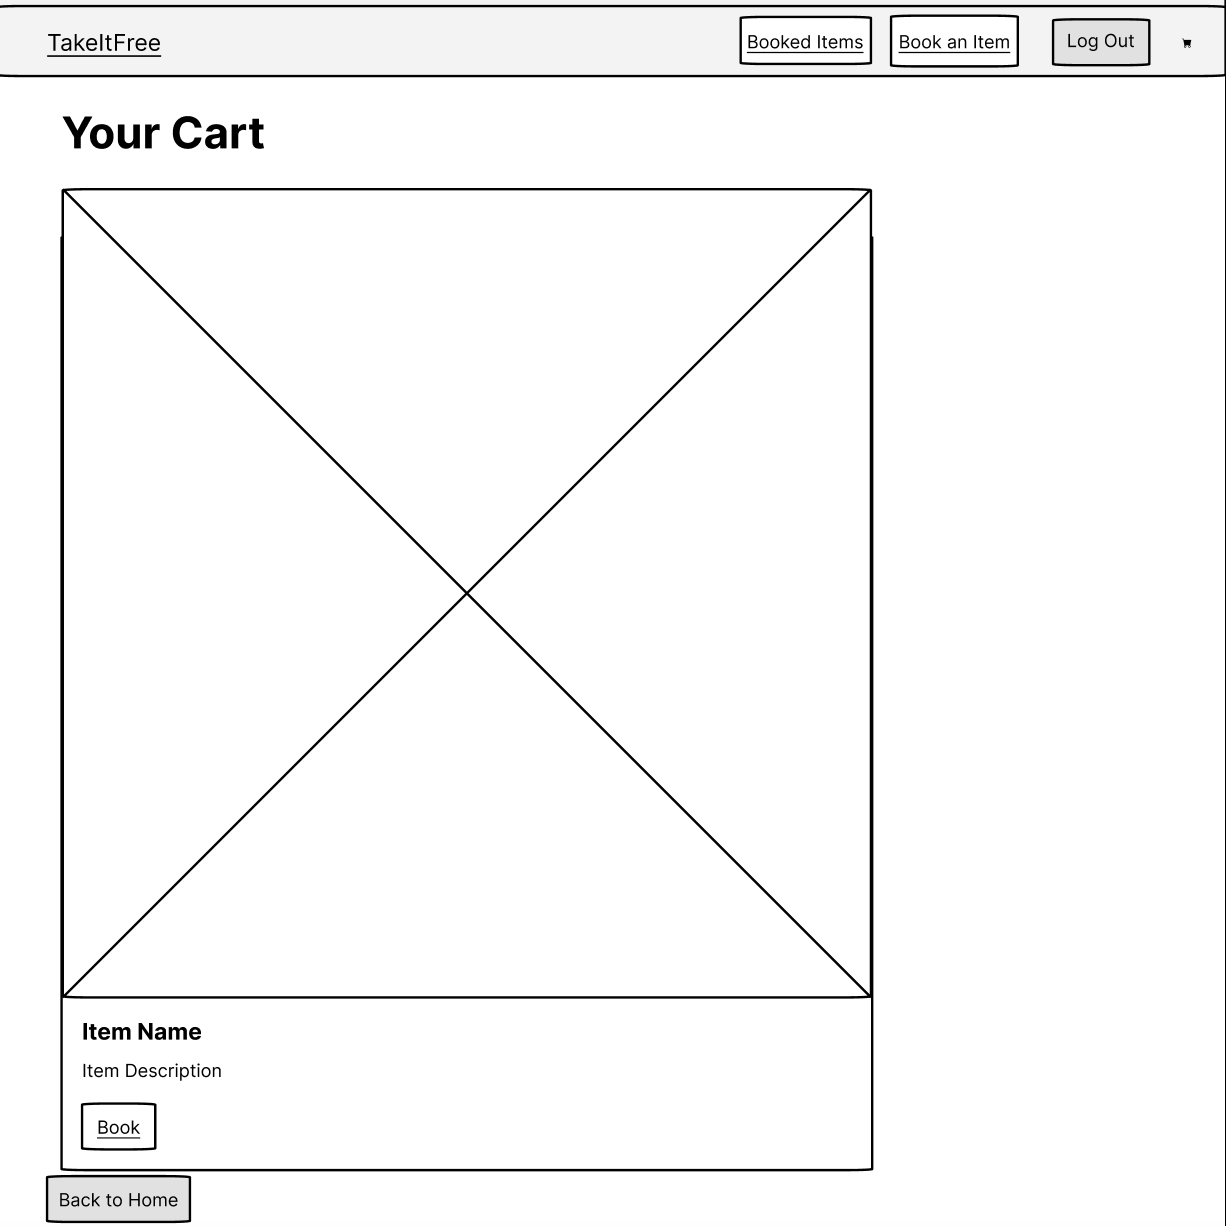 TakeItFree
Booked Items
Book an Item
Log Out
Your Cart
Item Name
Item Description
Book
Back to Home